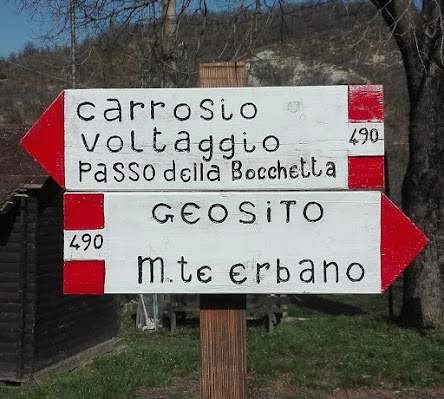 carrosio
voltaggio
Passo della Bocchetta
490
GEOSITO
490
M.te erbano